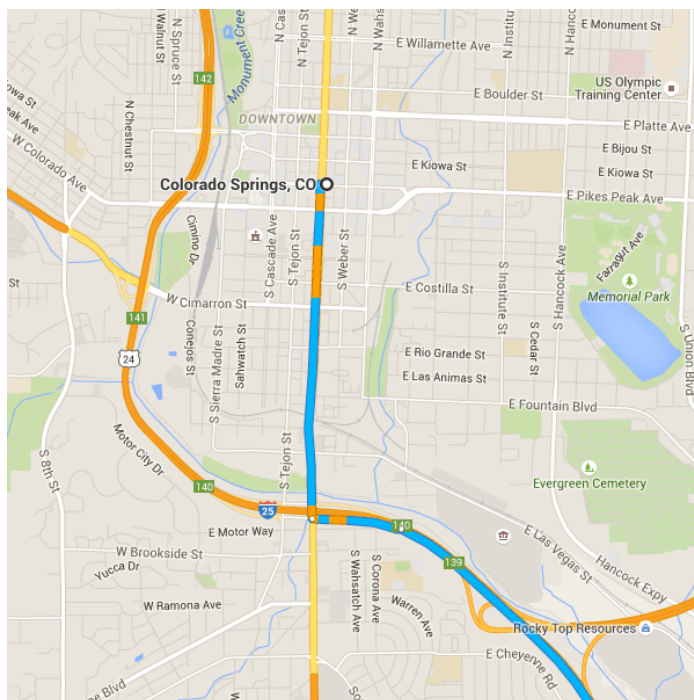 N Walnut St
N Spruce St
Monument Cree
N Tejon St
E Monument St
E Willamette Ave
N Institute
N Hancock
142
US Olympic
Training Center
E Boulder St
DOWNTOWN
E Platte Ave
owa St
eak Ave
N Chestnut St
W Colorado Ave
E Bijou St
E Kiowa St
E Kiowa St
Colorado Springs, CO
E Pikes Peak Ave
Cimino Dr.
S Cascade Ave
S Tejon St
S Weber St
S Institute St
S Hancock Ave
Farragut Ave
St
E Costilla St
Memorial Park
W Cimarron St
141
24
Conejos St
S Sierra Madre St
Sahwatch St
S Cedar St
S Union Blvd
E Rio Grande St
E Las Animas St
E Fountain Blvd
Motor City Dr
S 8th St
S Tejon St
Evergreen Cemetery
140
25
E Motor Way
140
139
E Las Vegas St
W Brookside St
Yucca Dr
S Wahsatch Ave
S Corona Ave
Hancock Expy
W Ramona Ave
Warren Ave
Rocky Top Resources
E Cheyenne Rd
e Blvd